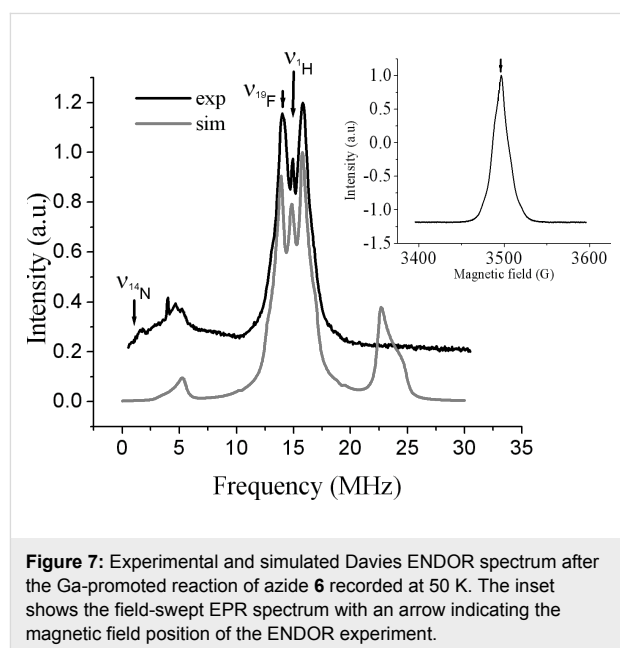 ν¹H
ν¹⁹F
exp
sim
ν¹⁴N
1.2
1.0
0.8
0.6
0.4
0.2
0.0
Intensity (a.u.)
0 5 10 15 20 25 30 35
Frequency (MHz)
1.0
0.5
0.0
-0.5
-1.0
-1.5
Intensity (a.u.)
3400 3500 3600
Magnetic field (G)
Figure 7: Experimental and simulated Davies ENDOR spectrum after
the Ga-promoted reaction of azide 6 recorded at 50 K. The inset
shows the field-swept EPR spectrum with an arrow indicating the
magnetic field position of the ENDOR experiment.